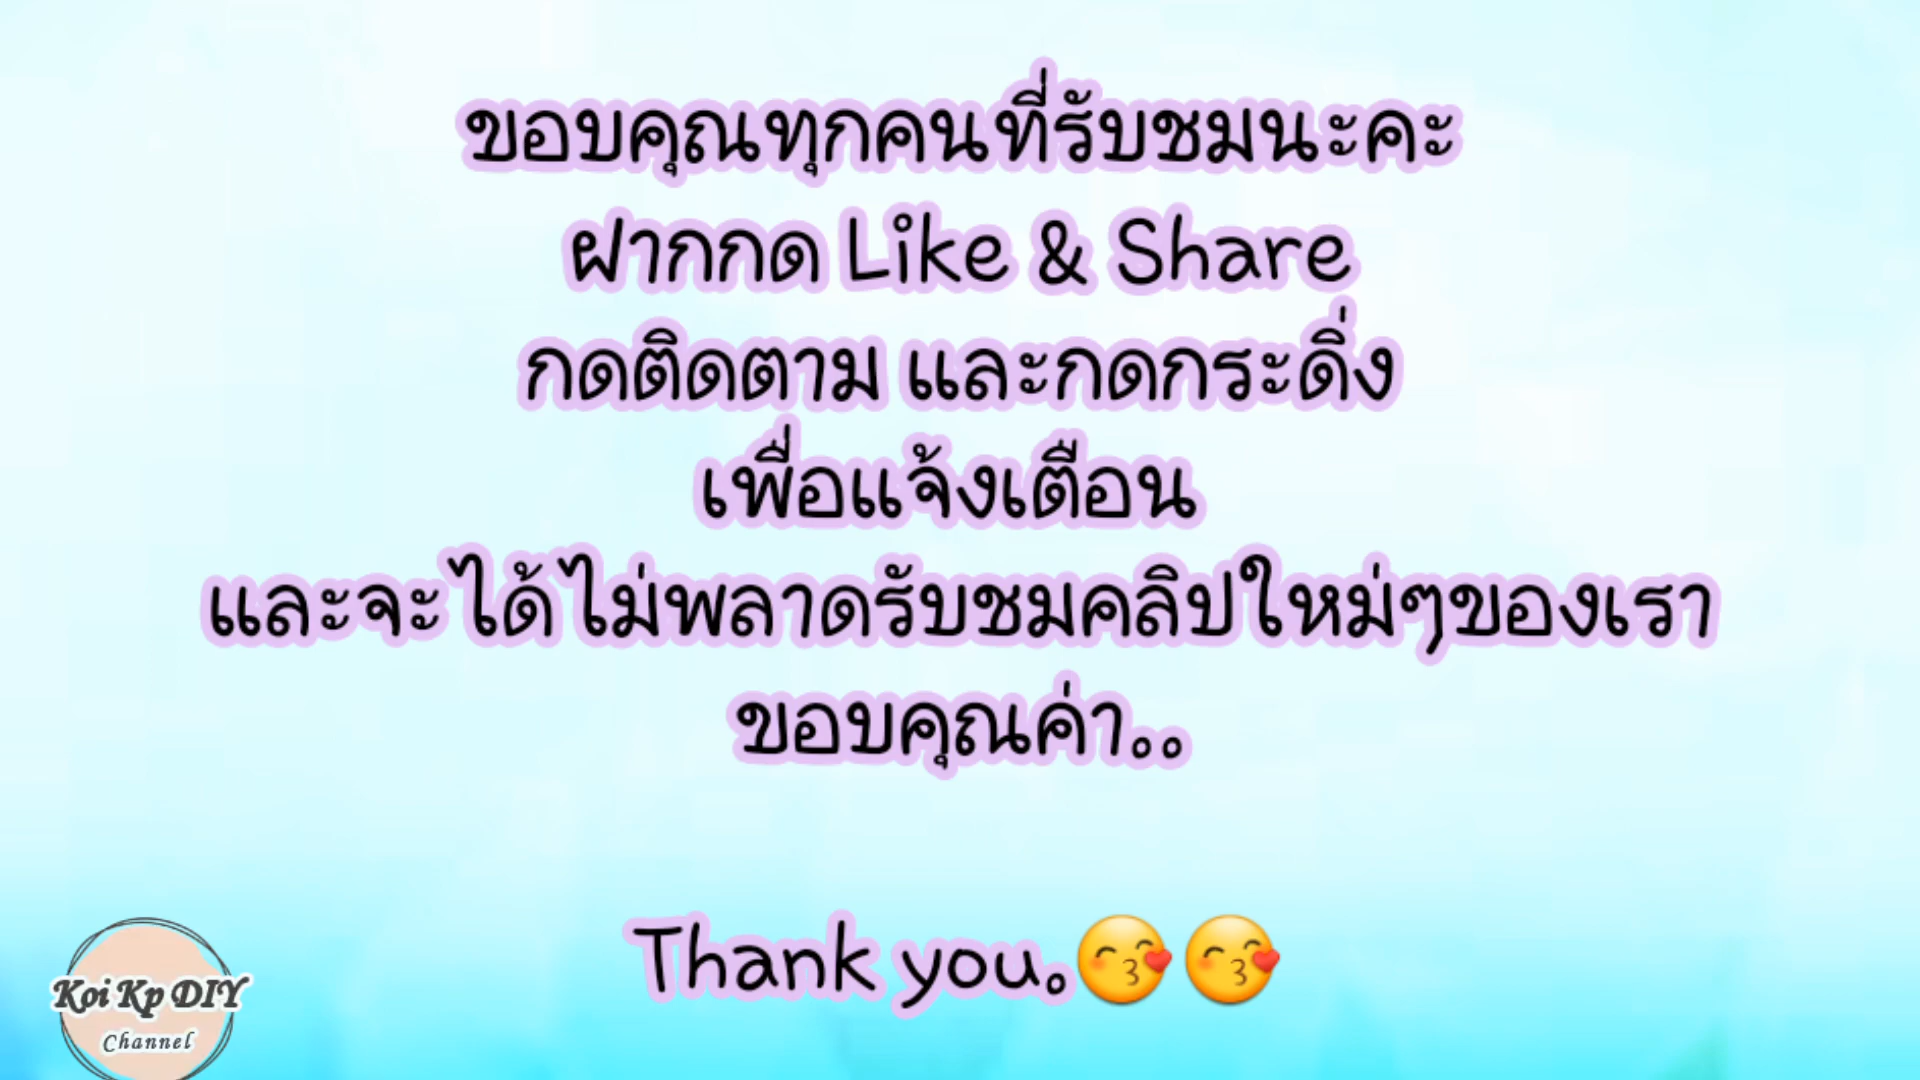 ขอบคุณทุกคนที่รับชมนะคะ
ฝากกด Like & Share
กดติดตาม และกดกระดิ่ง
เพื่อแจ้งเตือน
และจะได้ไม่พลาดรับชมคลิปใหม่ๆของเรา
ขอบคุณค่า..
Thank you.😙😙
Koi Kp DIY
Channel